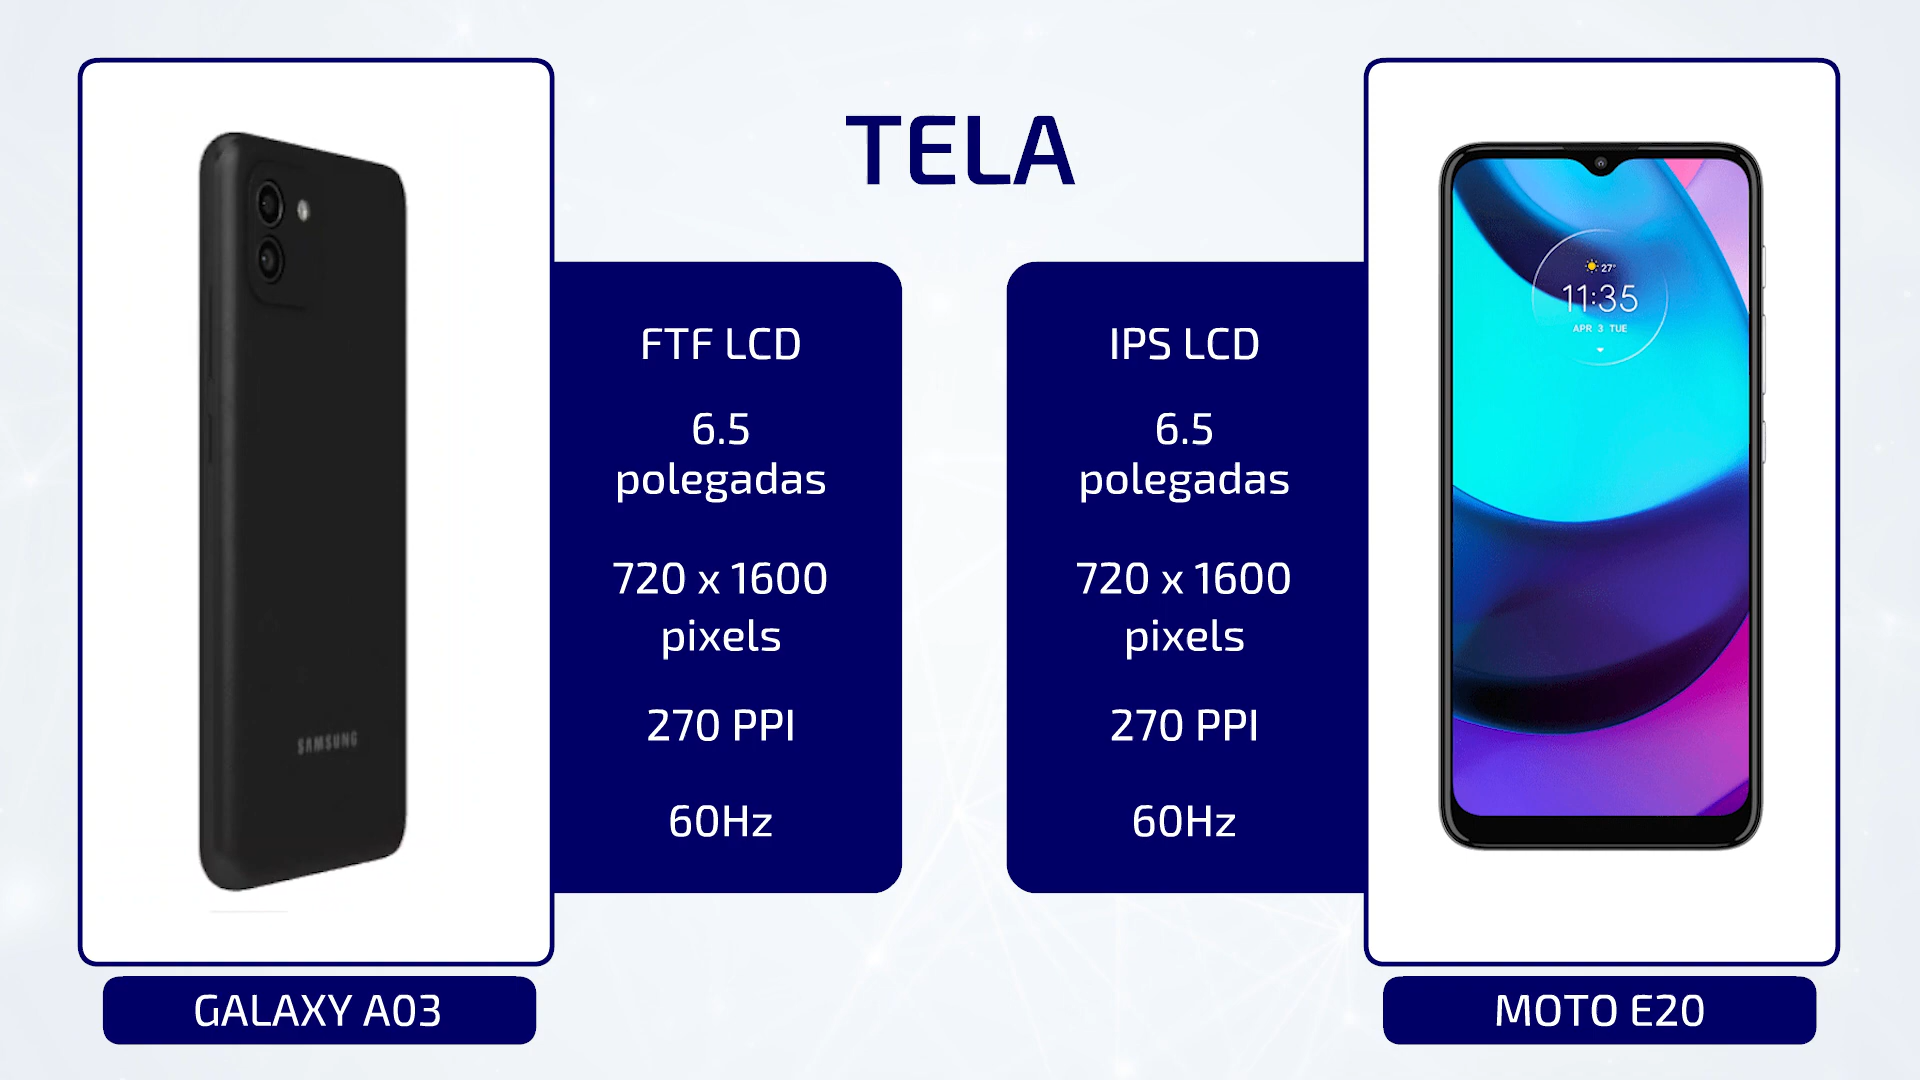 TELA
FTF LCD
6.5
polegadas
720 x 1600
pixels
270 PPI
60Hz
IPS LCD
6.5
polegadas
720 x 1600
pixels
270 PPI
60Hz
SAMSUNG
27°
11:35
APR 3 TUE
GALAXY A03
MOTO E20